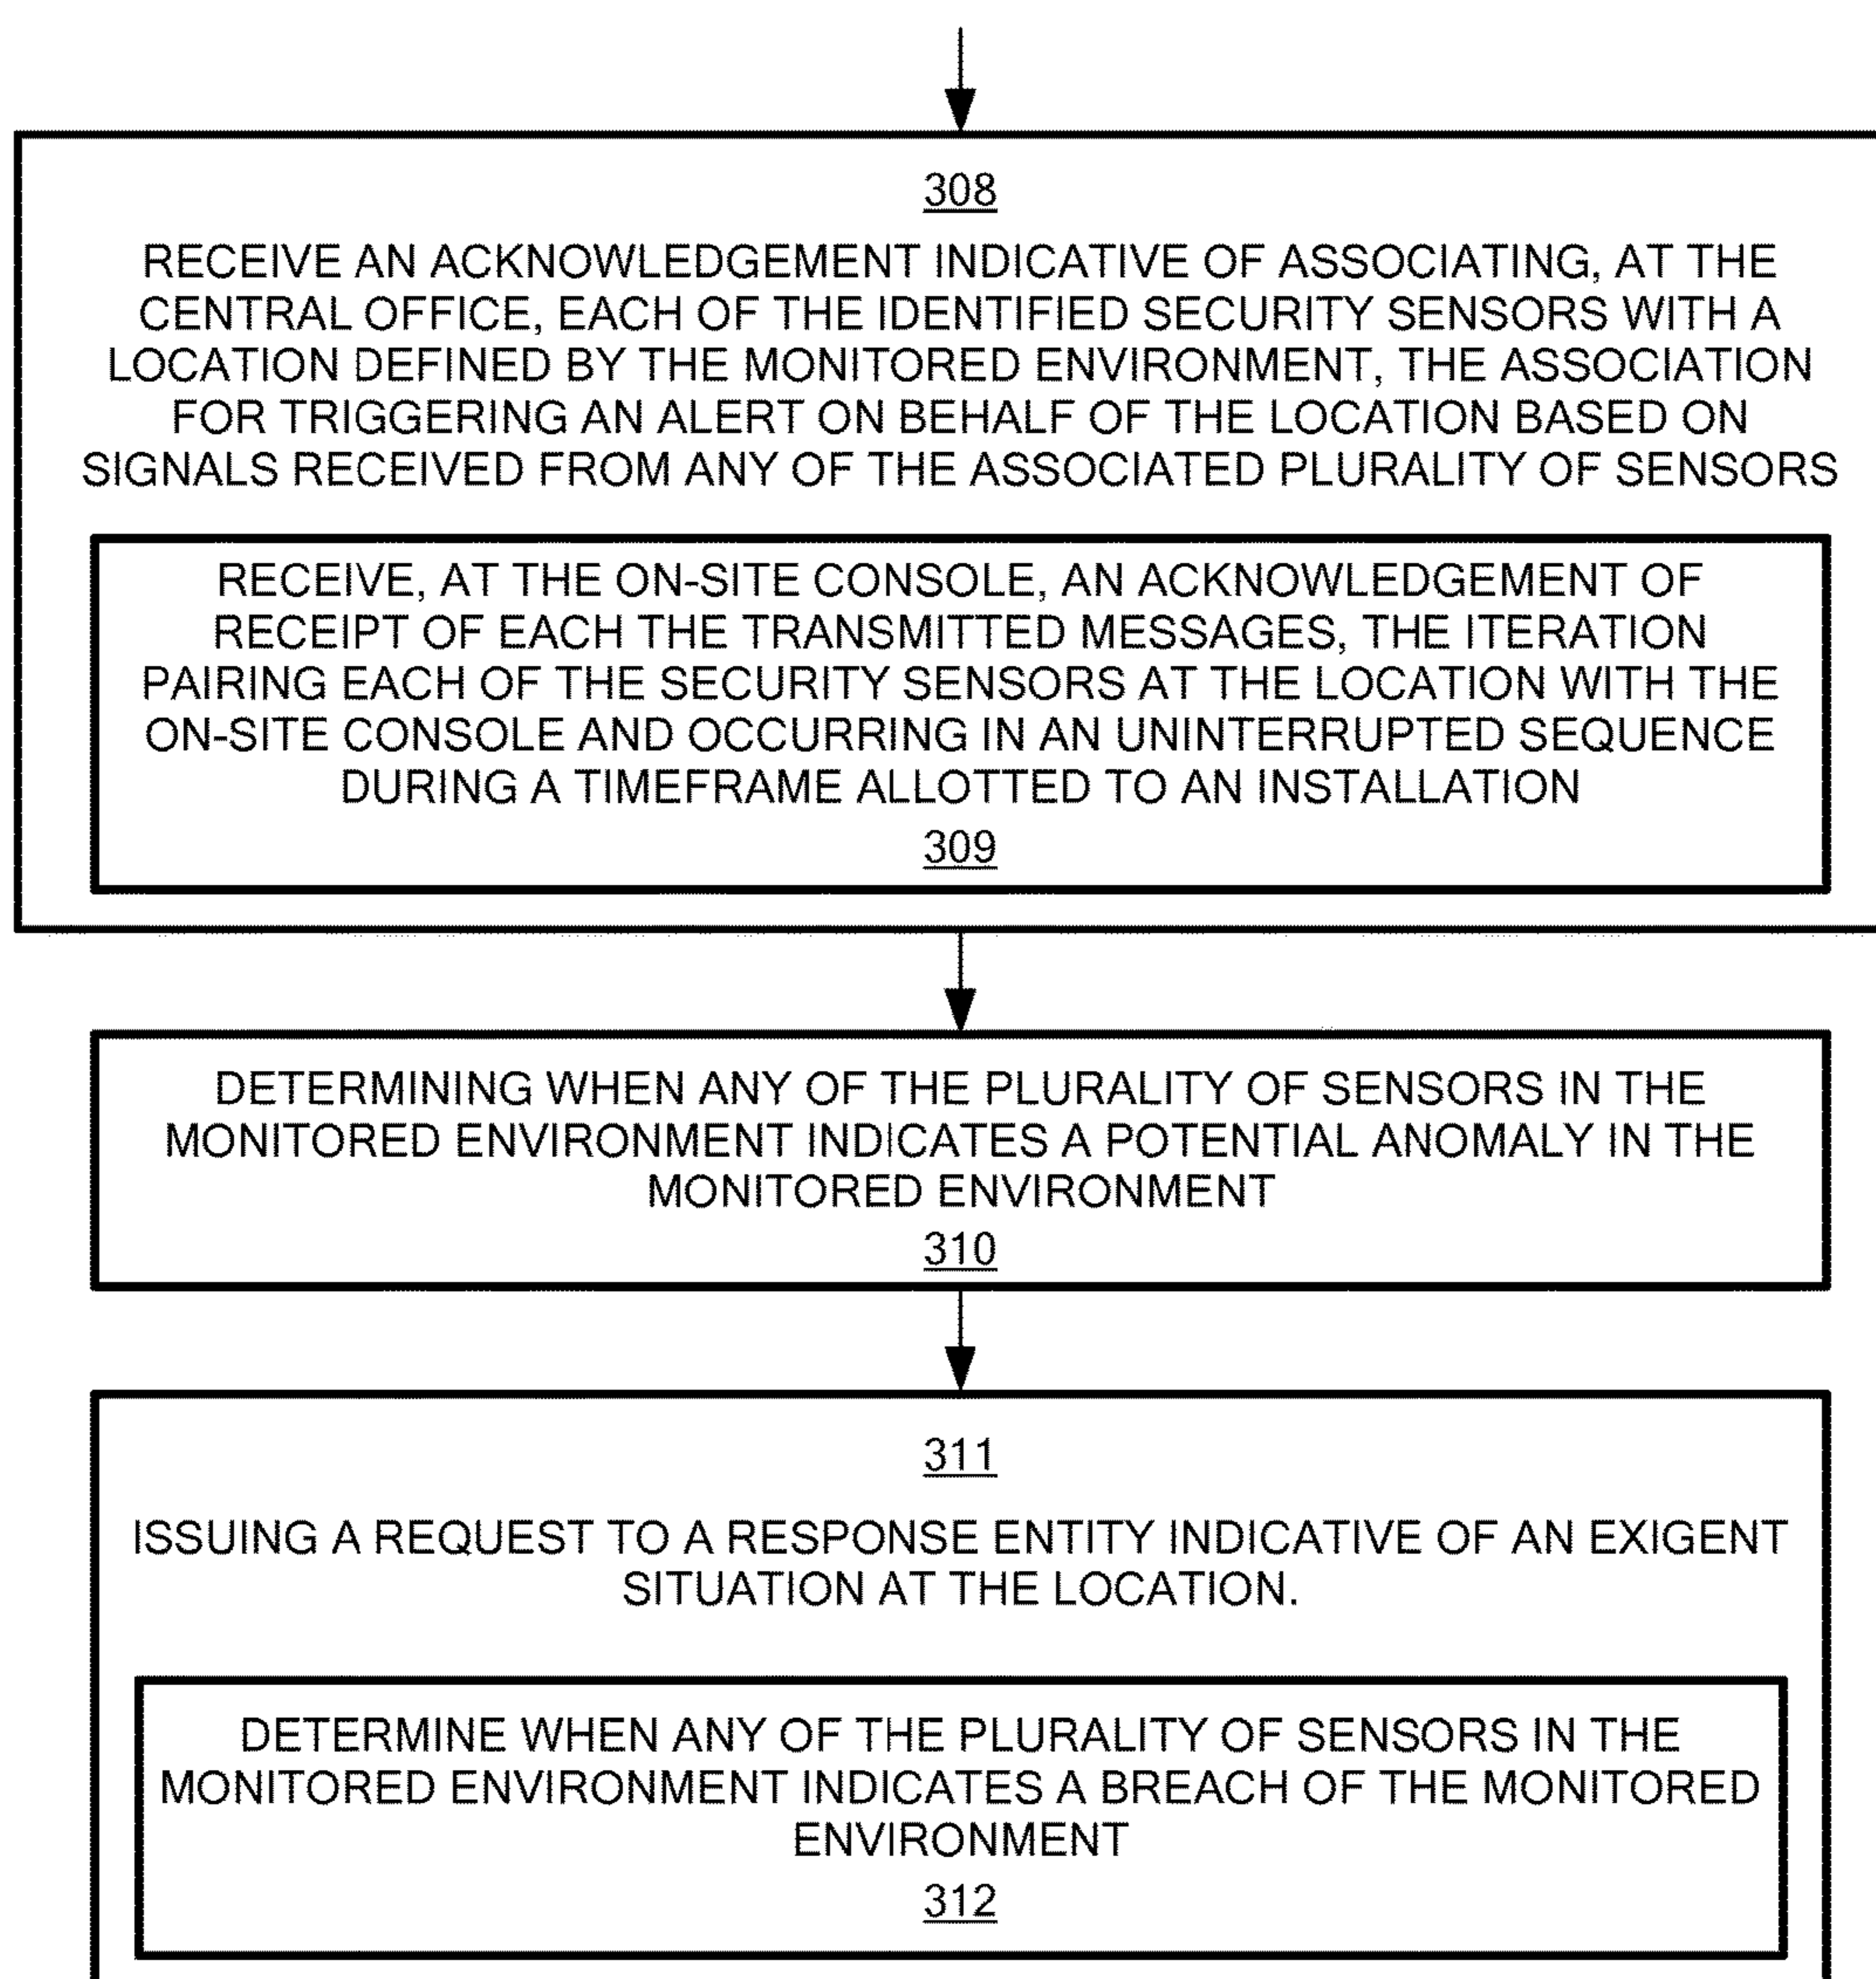 308
RECEIVE AN ACKNOWLEDGEMENT INDICATIVE OF ASSOCIATING, AT THE
CENTRAL OFFICE, EACH OF THE IDENTIFIED SECURITY SENSORS WITH A
LOCATION DEFINED BY THE MONITORED ENVIRONMENT, THE ASSOCIATION
FOR TRIGGERING AN ALERT ON BEHALF OF THE LOCATION BASED ON
SIGNALS RECEIVED FROM ANY OF THE ASSOCIATED PLURALITY OF SENSORS
RECEIVE, AT THE ON-SITE CONSOLE, AN ACKNOWLEDGEMENT OF
RECEIPT OF EACH THE TRANSMITTED MESSAGES, THE ITERATION
PAIRING EACH OF THE SECURITY SENSORS AT THE LOCATION WITH THE
ON-SITE CONSOLE AND OCCURRING IN AN UNINTERRUPTED SEQUENCE
DURING A TIMEFRAME ALLOTTED TO AN INSTALLATION
309
DETERMINING WHEN ANY OF THE PLURALITY OF SENSORS IN THE
MONITORED ENVIRONMENT INDICATES A POTENTIAL ANOMALY IN THE
MONITORED ENVIRONMENT
310
311
ISSUING A REQUEST TO A RESPONSE ENTITY INDICATIVE OF AN EXIGENT
SITUATION AT THE LOCATION.
DETERMINE WHEN ANY OF THE PLURALITY OF SENSORS IN THE
MONITORED ENVIRONMENT INDICATES A BREACH OF THE MONITORED
ENVIRONMENT
312